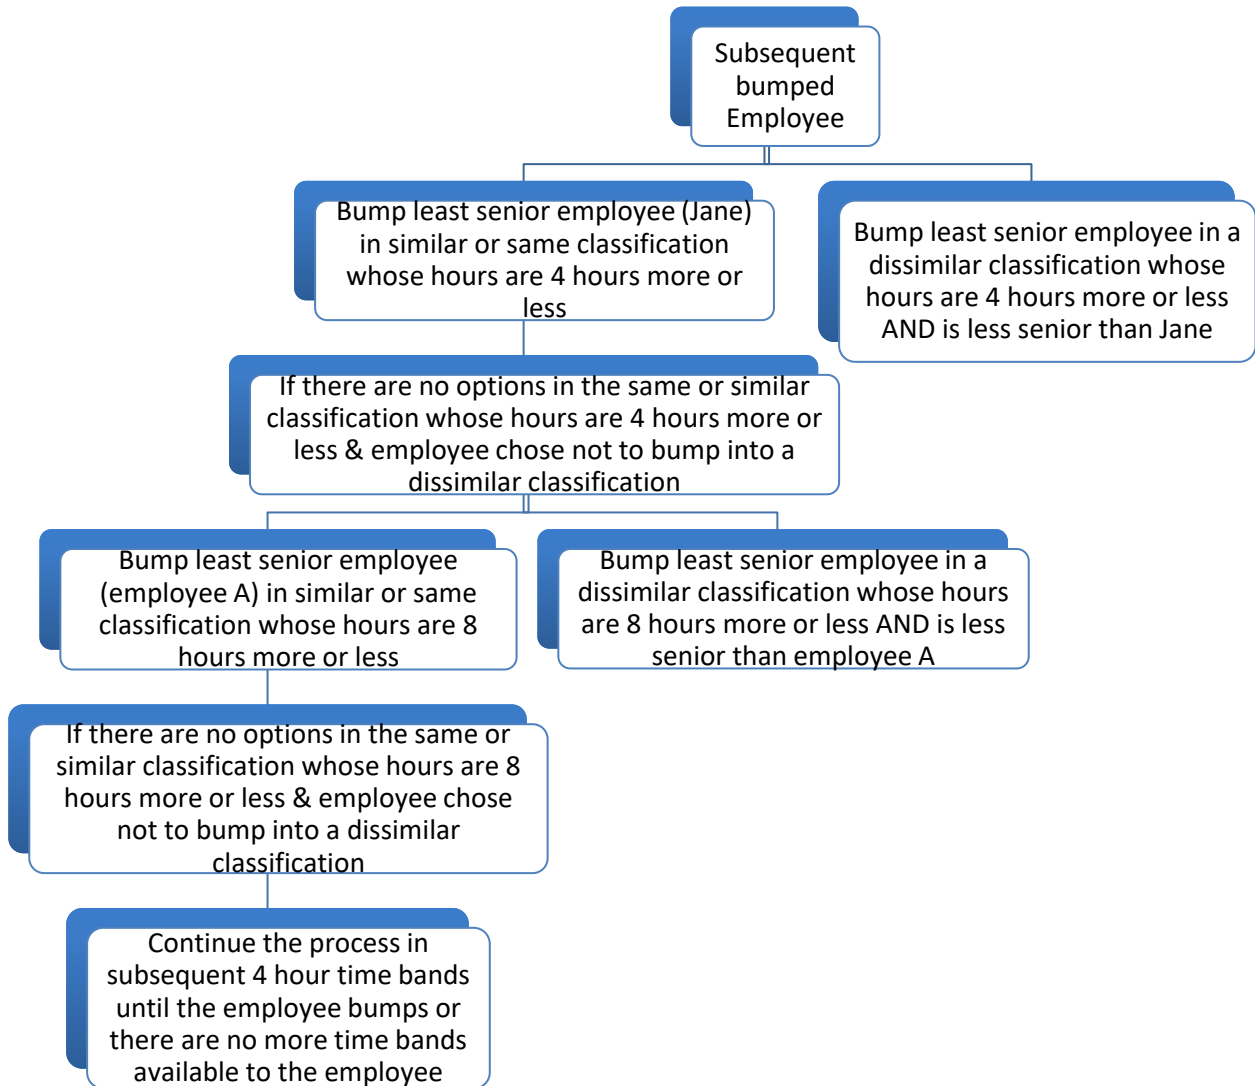 Subsequent
bumped
Employee
Bump least senior employee (Jane)
in similar or same classification
whose hours are 4 hours more or
less
Bump least senior employee in a
dissimilar classification whose
hours are 4 hours more or less
AND is less senior than Jane
If there are no options in the same or similar
classification whose hours are 4 hours more or
less & employee chose not to bump into a
dissimilar classification
Bump least senior employee
(employee A) in similar or same
classification whose hours are 8
hours more or less
Bump least senior employee in a
dissimilar classification whose hours
are 8 hours more or less AND is less
senior than employee A
If there are no options in the same or
similar classification whose hours are 8
hours more or less & employee chose
not to bump into a dissimilar
classification
Continue the process in
subsequent 4 hour time bands
until the employee bumps or
there are no more time bands
available to the employee